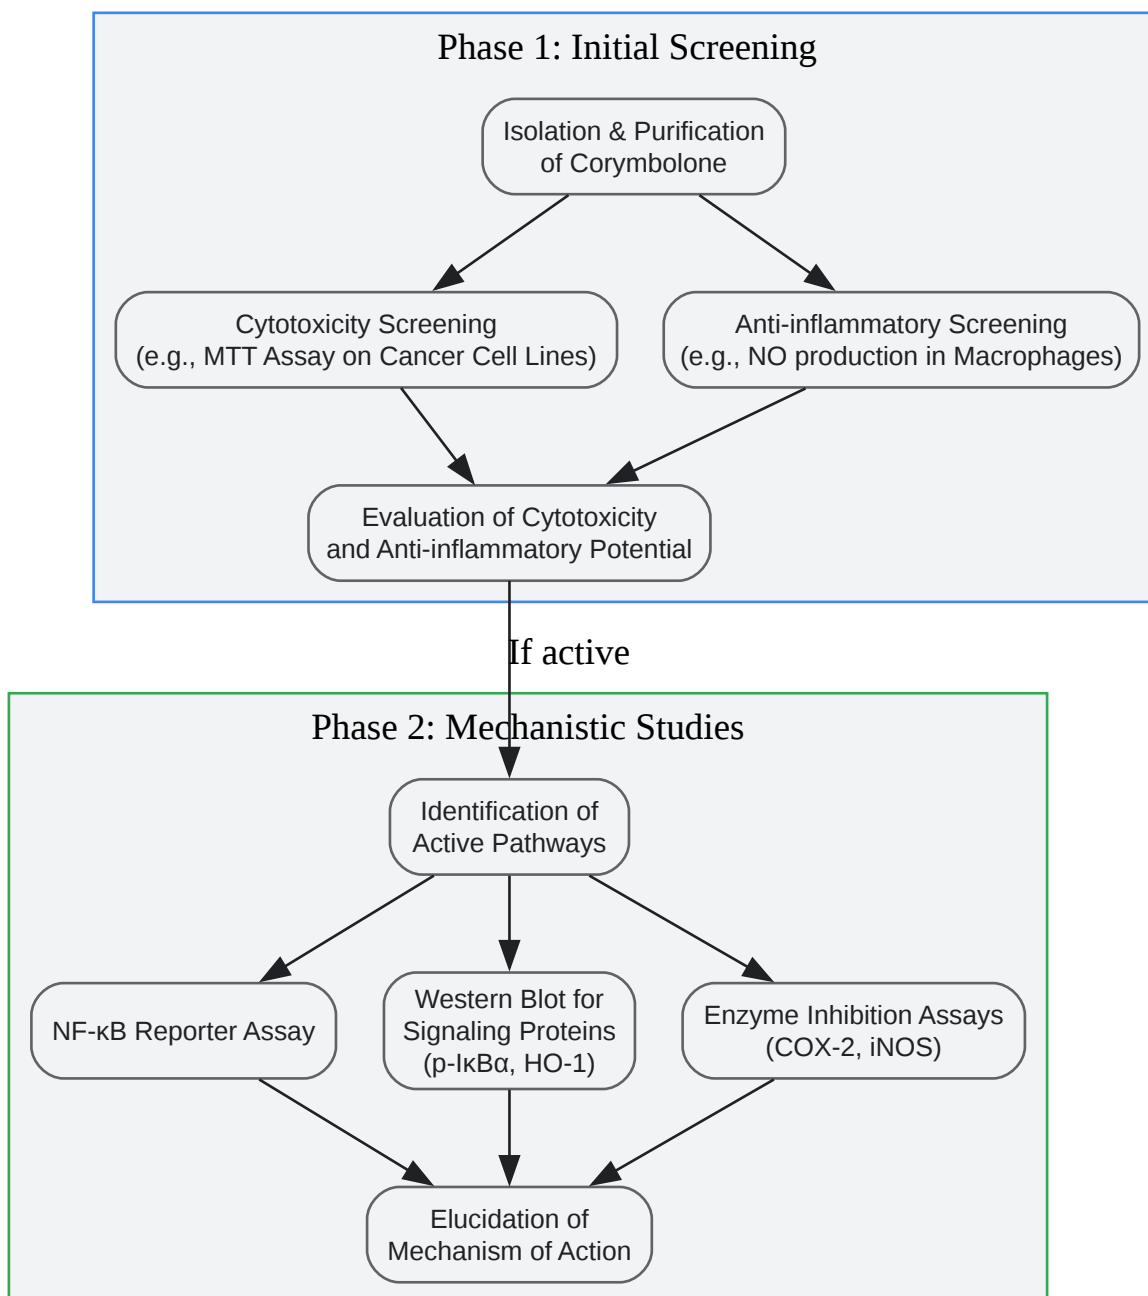 Phase 1: Initial Screening
Isolation & Purification
of Corymbolone
Cytotoxicity Screening
(e.g., MTT Assay on Cancer Cell Lines)
Anti-inflammatory Screening
(e.g., NO production in Macrophages)
Evaluation of Cytotoxicity
and Anti-inflammatory Potential
If active
Phase 2: Mechanistic Studies
Identification of
Active Pathways
NF-κB Reporter Assay
Western Blot for
Signaling Proteins
(p-IκBα, HO-1)
Enzyme Inhibition Assays
(COX-2, iNOS)
Elucidation of
Mechanism of Action